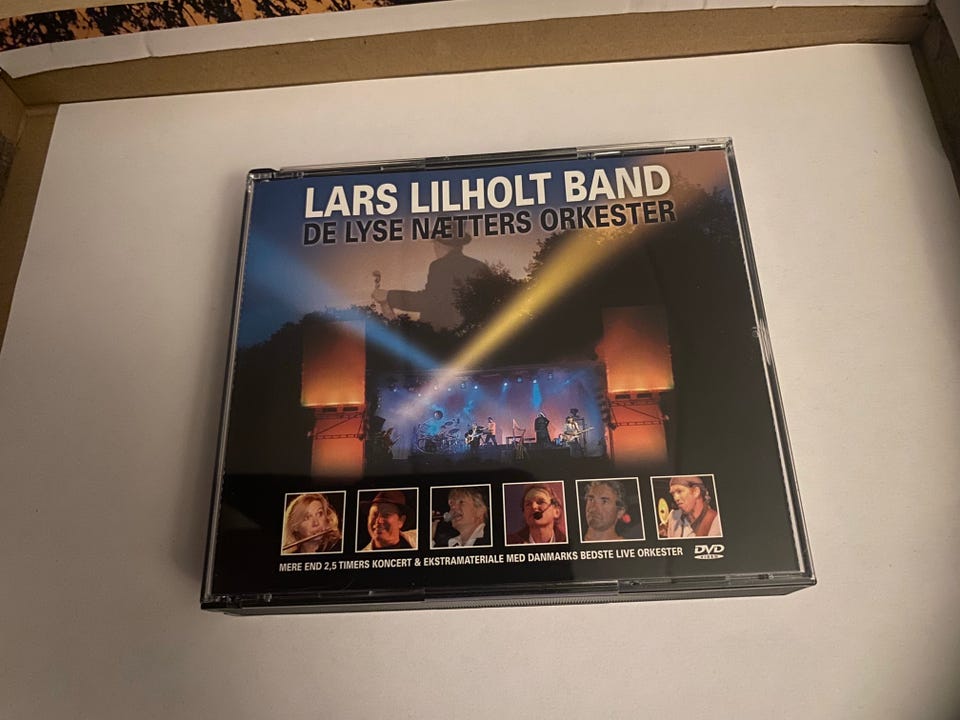 LARS LILHOLT BAND
DE LYSE NÆTTERS ORKESTER
MERE END 2,5 TIMERS KONCERT & EKSTRAMATERIALE MED DANMARKS BEDSTE LIVE ORKESTER
DVD
VIDEO